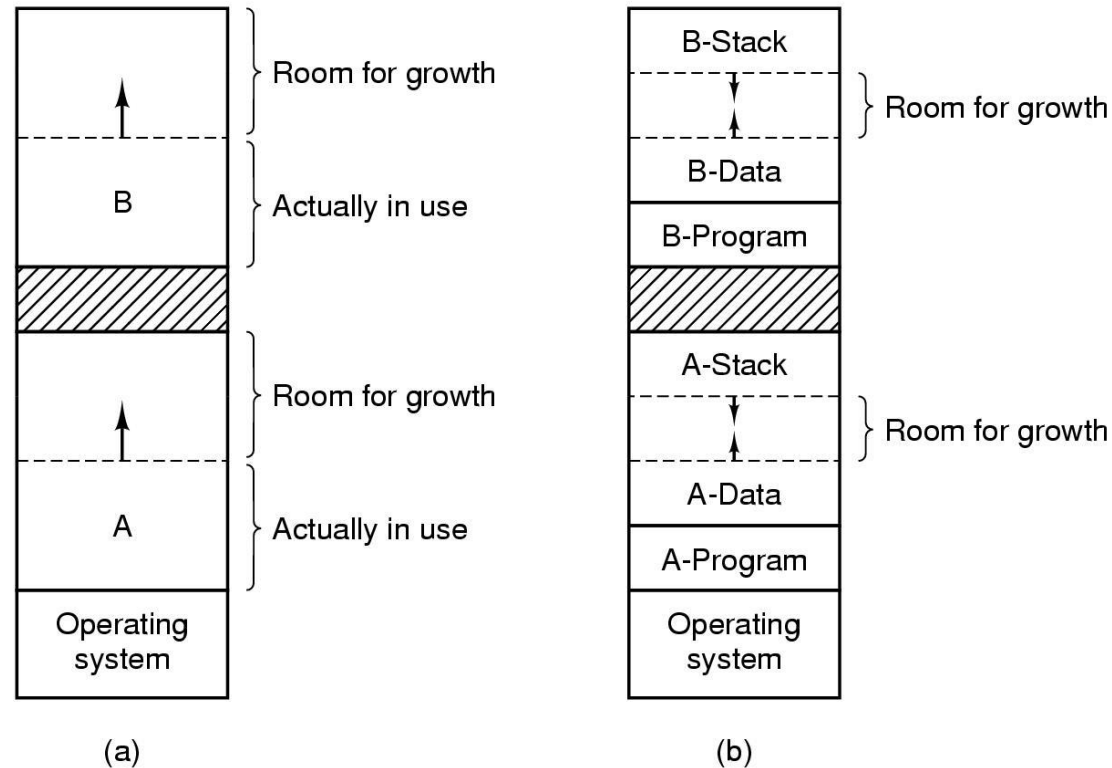 Room for growth
B
Actually in use
Room for growth
A
Actually in use
Operating
system
(a)
B-Stack
Room for growth
B-Data
B-Program
A-Stack
Room for growth
A-Data
A-Program
Operating
system
(b)